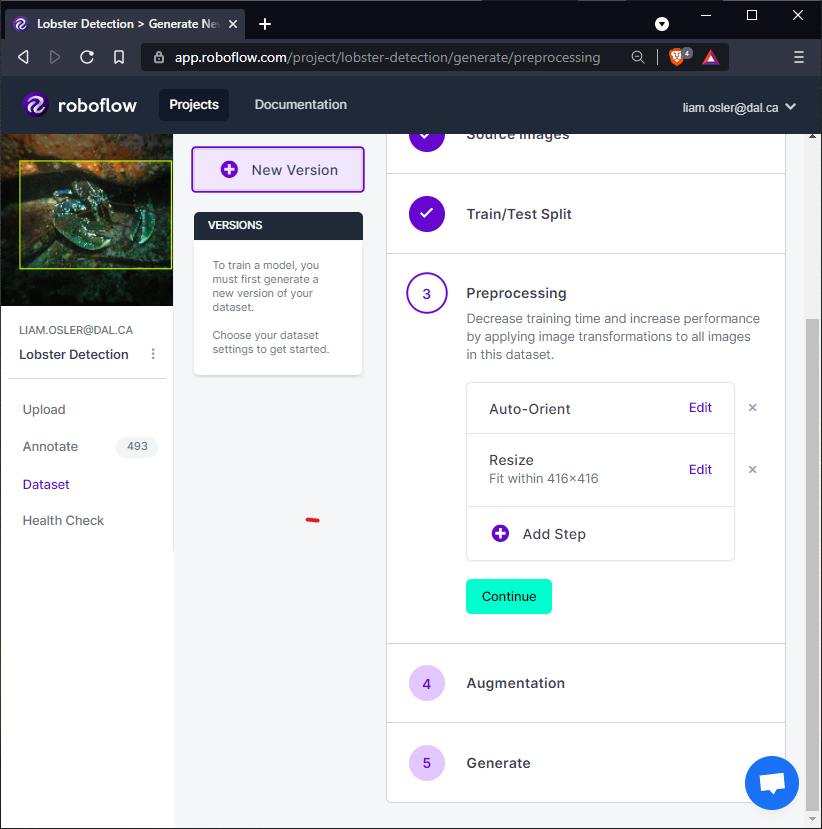 Lobster Detection > Generate Ne
app.roboflow.com/project/lobster-detection/generate/preprocessing
4
roboflow
Projects
Documentation
liam.osler@dal.ca
LIAM.OSLER@DAL.CA
Lobster Detection
Upload
Annotate
493
Dataset
Health Check
New Version
VERSIONS
To train a model, you
must first generate a
new version of your
dataset.
Choose your dataset
settings to get started.
Source Images
Train/Test Split
3
Preprocessing
Decrease training time and increase performance
by applying image transformations to all images
in this dataset.
Auto-Orient
Edit
Resize
Fit within 416×416
Edit
Add Step
Continue
4
Augmentation
5
Generate